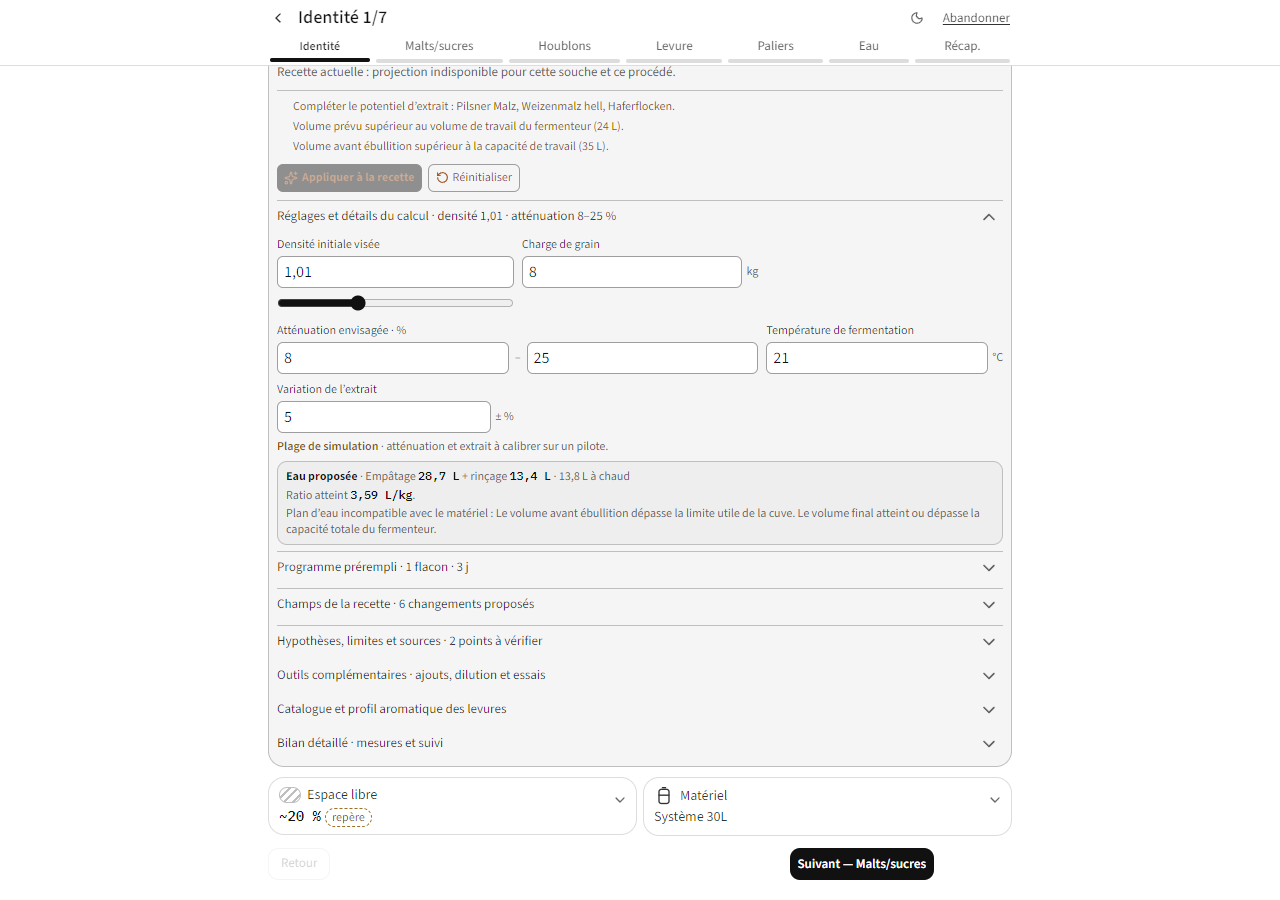 Identité 1/7
Abandonner
Identité
Malts/sucres
Houblons
Levure
Paliers
Eau
Récap.
Recette actuelle : projection indisponible pour cette souche et ce procédé.
Compléter le potentiel d’extrait : Pilsner Malz, Weizenmalz hell, Haferflocken.
Volume prévu supérieur au volume de travail du fermenteur (24 L).
Volume avant ébullition supérieur à la capacité de travail (35 L).
Appliquer à la recette
Réinitialiser
Réglages et détails du calcul · densité 1,01 · atténuation 8–25 %
Densité initiale visée
Charge de grain
1,01
8
kg
Atténuation envisagée · %
Température de fermentation
8
–
25
21
°C
Variation de l’extrait
5
± %
Plage de simulation · atténuation et extrait à calibrer sur un pilote.
Eau proposée · Empâtage 28,7 L + rinçage 13,4 L · 13,8 L à chaud
Ratio atteint 3,59 L/kg.
Plan d’eau incompatible avec le matériel : Le volume avant ébullition dépasse la limite utile de la cuve. Le volume final atteint ou dépasse la
capacité totale du fermenteur.
Programme prérempli · 1 flacon · 3 j
Champs de la recette · 6 changements proposés
Hypothèses, limites et sources · 2 points à vérifier
Outils complémentaires · ajouts, dilution et essais
Catalogue et profil aromatique des levures
Bilan détaillé · mesures et suivi
Espace libre
~20 % repère
Matériel
Système 30L
Retour
Suivant — Malts/sucres